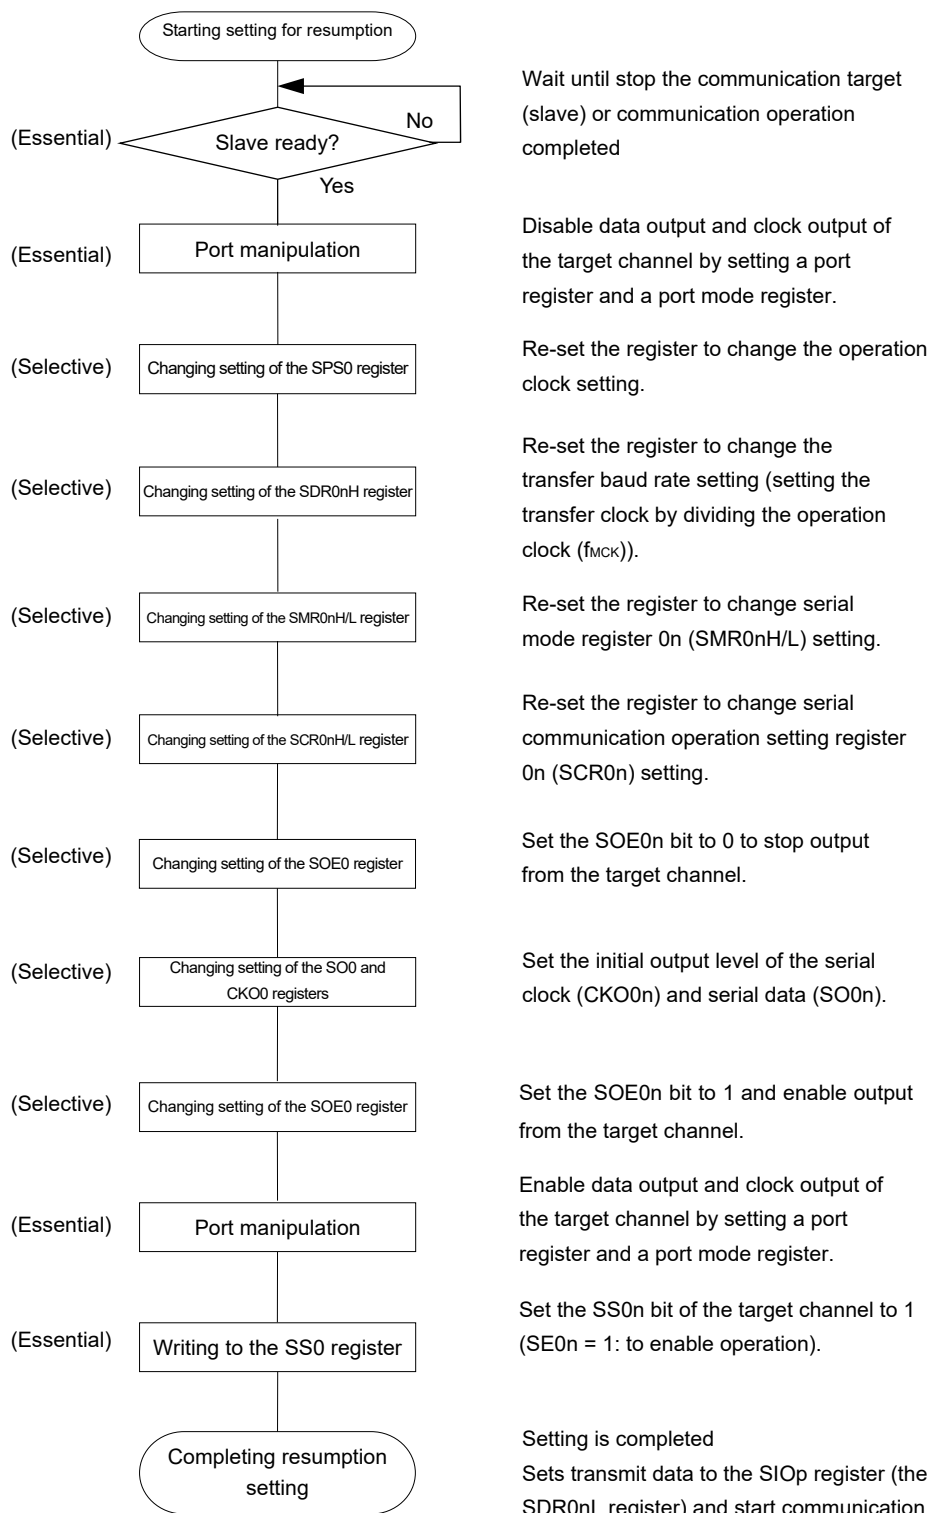 Starting setting for resumption
Wait until stop the communication target
(slave) or communication operation
completed
(Essential)
Slave ready?
No
Yes
(Essential)
Port manipulation
Disable data output and clock output of
the target channel by setting a port
register and a port mode register.
(Selective)
Changing setting of the SPS0 register
Re-set the register to change the operation
clock setting.
(Selective)
Changing setting of the SDR0nH register
Re-set the register to change the
transfer baud rate setting (setting the
transfer clock by dividing the operation
clock (fMCK)).
(Selective)
Changing setting of the SMR0nH/L register
Re-set the register to change serial
mode register 0n (SMR0nH/L) setting.
(Selective)
Changing setting of the SCR0nH/L register
Re-set the register to change serial
communication operation setting register
0n (SCR0n) setting.
(Selective)
Changing setting of the SOE0 register
Set the SOE0n bit to 0 to stop output
from the target channel.
(Selective)
Changing setting of the SO0 and
CKO0 registers
Set the initial output level of the serial
clock (CKO0n) and serial data (SO0n).
(Selective)
Changing setting of the SOE0 register
Set the SOE0n bit to 1 and enable output
from the target channel.
(Essential)
Port manipulation
Enable data output and clock output of
the target channel by setting a port
register and a port mode register.
(Essential)
Writing to the SS0 register
Set the SS0n bit of the target channel to 1
(SE0n = 1: to enable operation).
Completing resumption
setting
Setting is completed
Sets transmit data to the SIOp register (the
SDR0nL register) and start communication